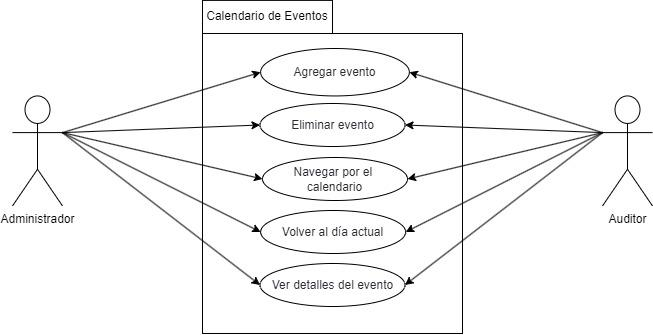 Calendario de Eventos
Agregar evento
Eliminar evento
Navegar por el
calendario
Volver al día actual
Ver detalles del evento
Administrador
Auditor